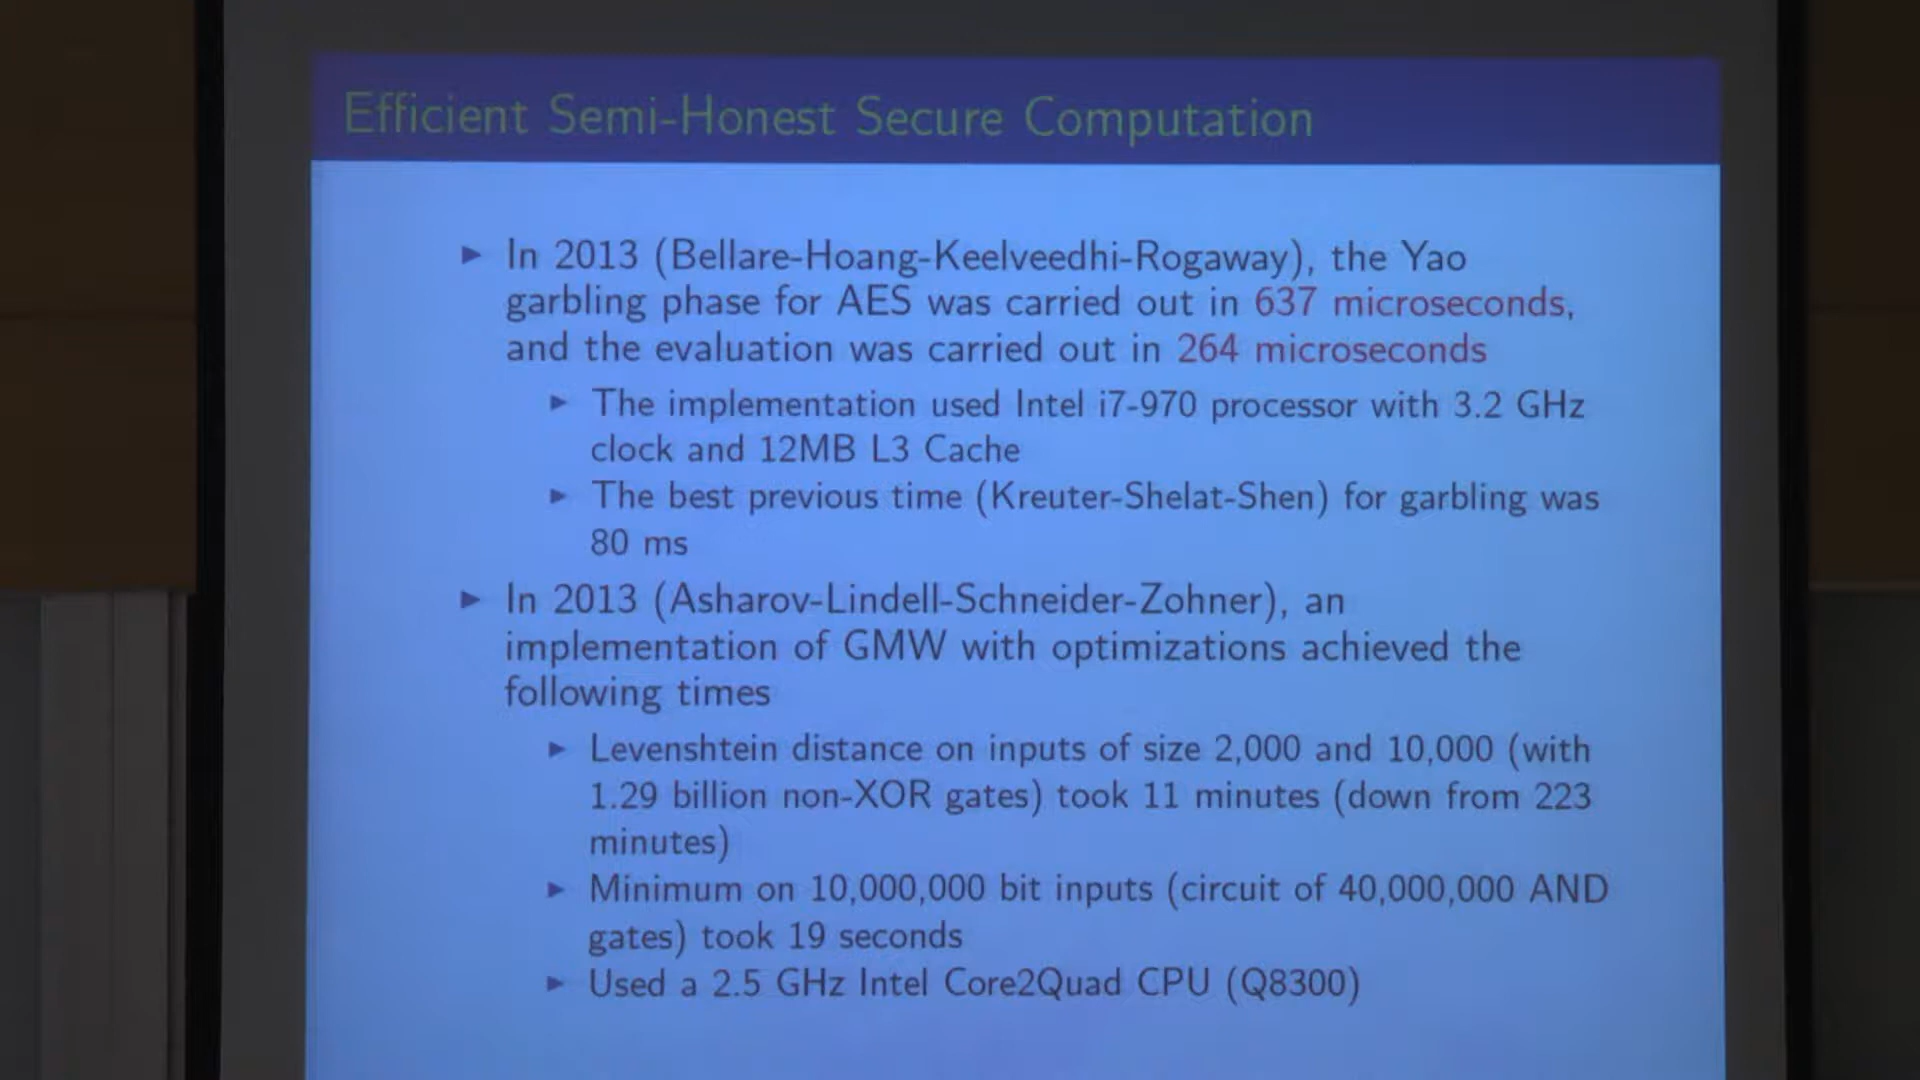 Efficient Semi-Honest Secure Computation
In 2013 (Bellare-Hoang-Keelveedhi-Rogaway), the Yao
garbling phase for AES was carried out in 637 microseconds,
and the evaluation was carried out in 264 microseconds
The implementation used Intel i7-970 processor with 3.2 GHz
clock and 12MB L3 Cache
The best previous time (Kreuter-Shelat-Shen) for garbling was
80 ms
In 2013 (Asharov-Lindell-Schneider-Zohner), an
implementation of GMW with optimizations achieved the
following times
Levenshtein distance on inputs of size 2,000 and 10,000 (with
1.29 billion non-XOR gates) took 11 minutes (down from 223
minutes)
Minimum on 10,000,000 bit inputs (circuit of 40,000,000 AND
gates) took 19 seconds
Used a 2.5 GHz Intel Core2Quad CPU (Q8300)